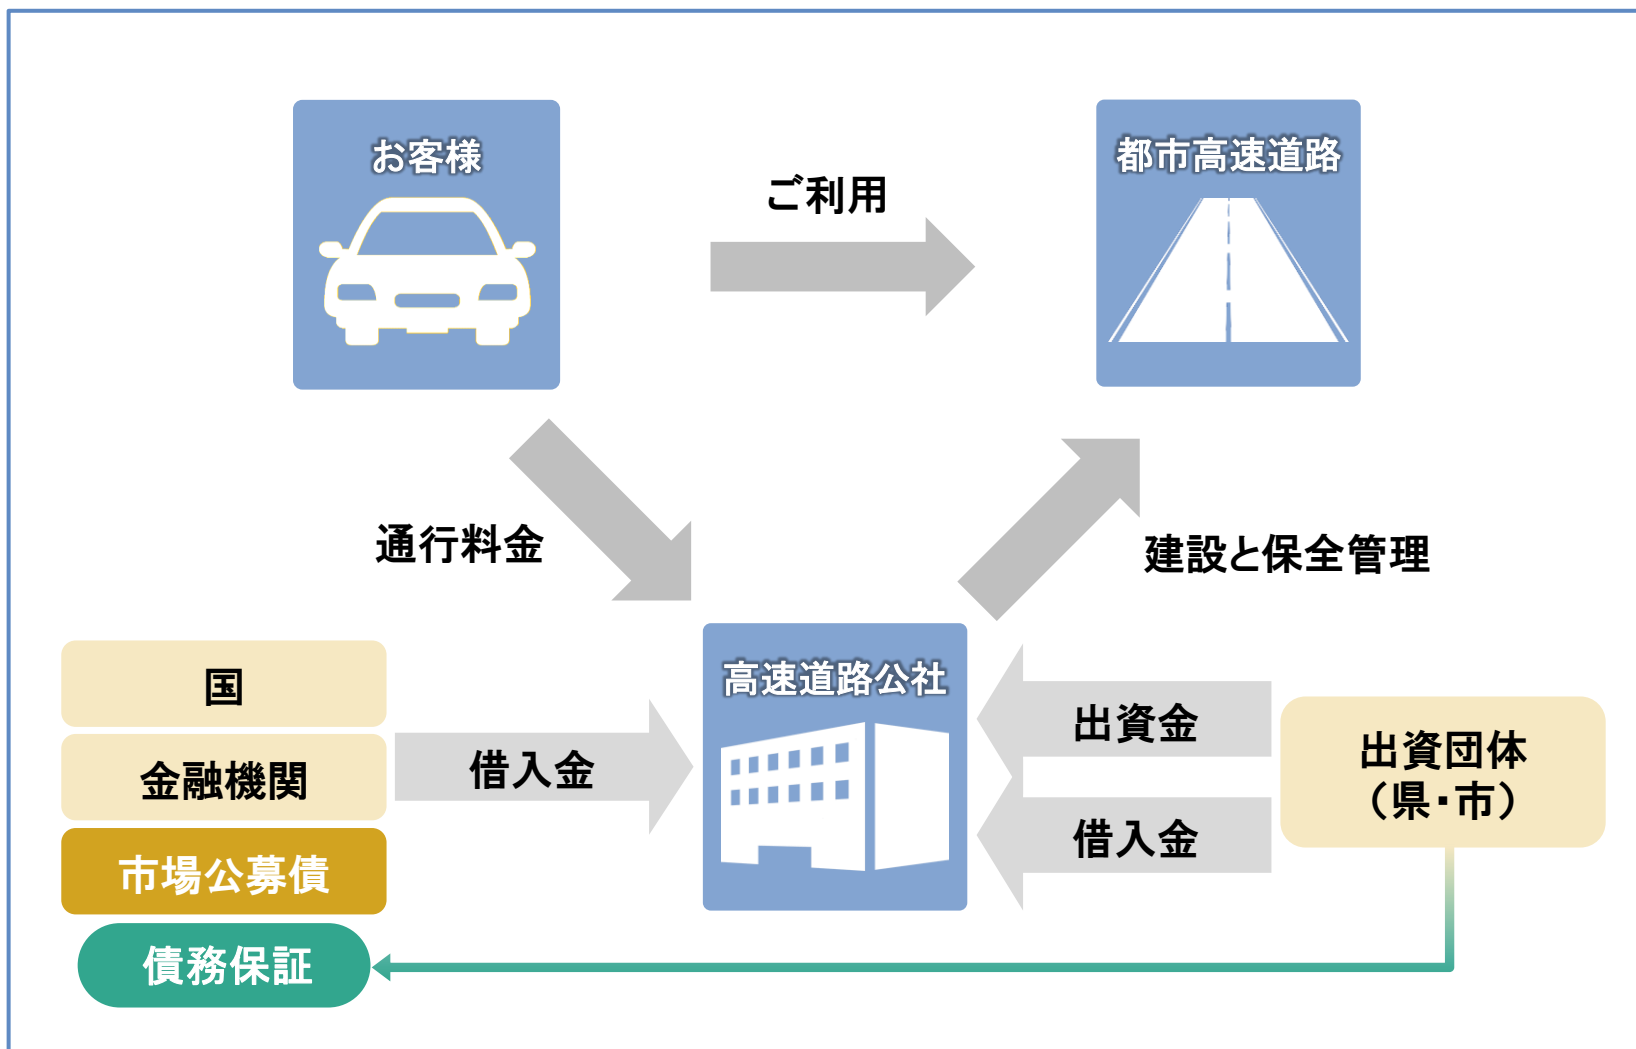 お客様
都市高速道路
ご利用
通行料金
建設と保全管理
高速道路公社
国
金融機関
市場公募債
債務保証
借入金
出資金
借入金
出資団体
（県・市）